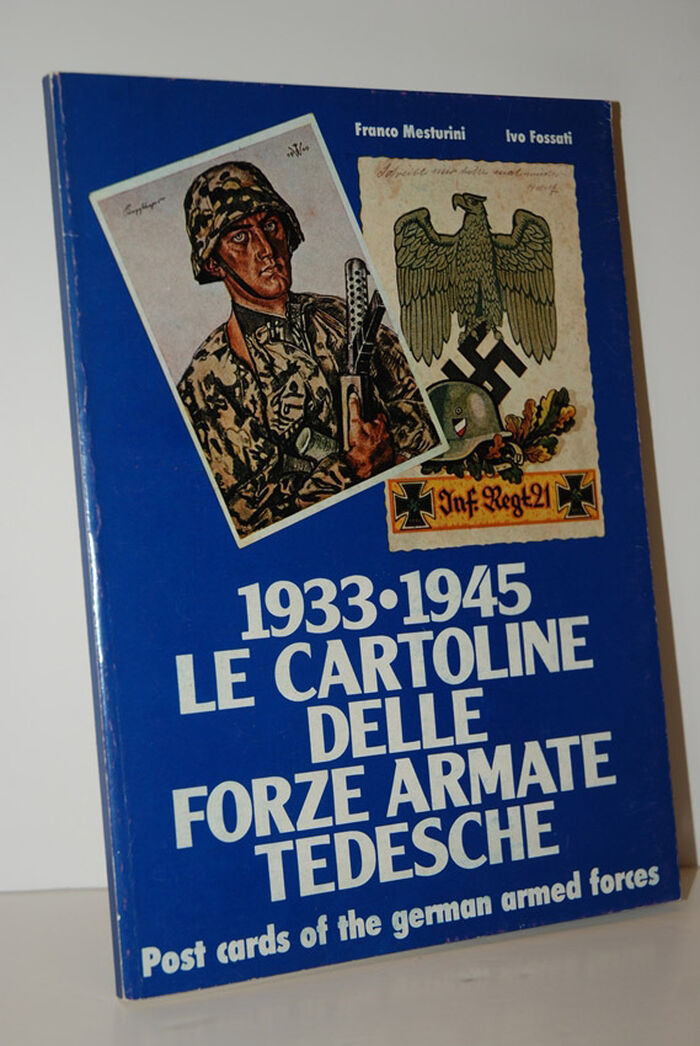 Franco Mesturini Ivo Fossati
Inf. Regt. 21
1933·1945
LE CARTOLINE
DELLE
FORZE ARMATE
TEDESCHE
Post cards of the german armed forces